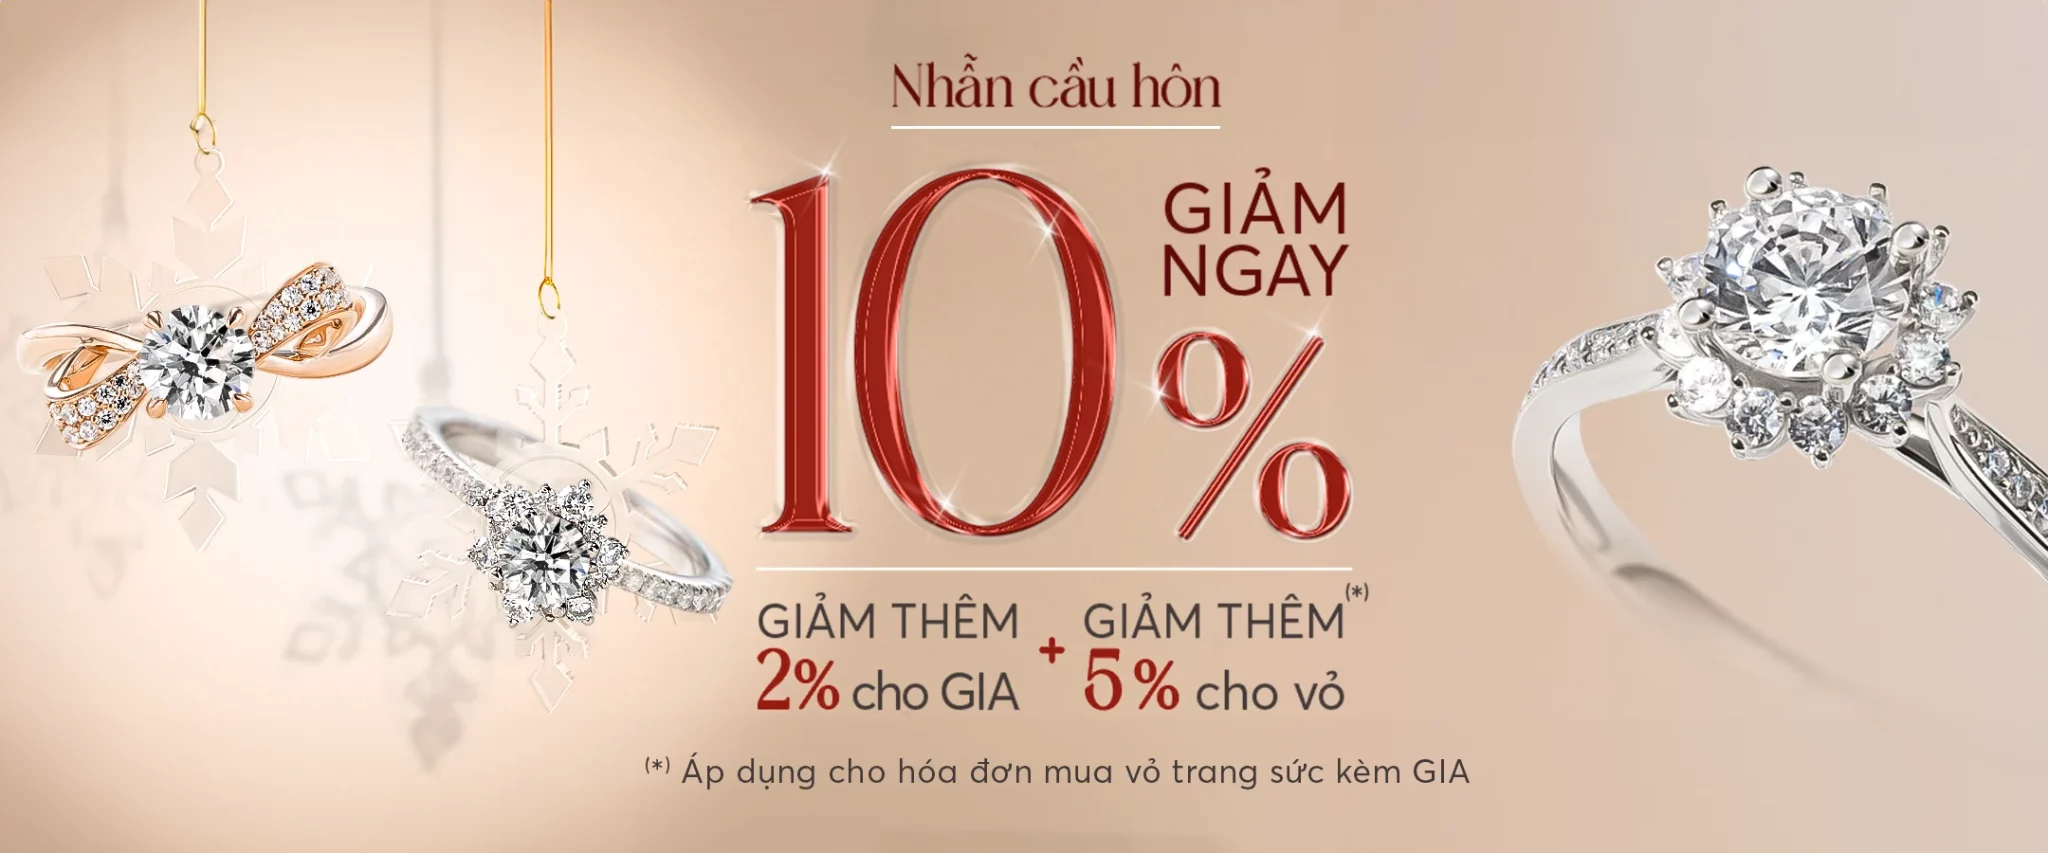 Nhẫn cầu hôn
10%
GIẢM
NGAY
GIẢM THÊM
2% cho GIA
+
GIẢM THÊM(*)
5% cho vỏ
(*) Áp dụng cho hóa đơn mua vỏ trang sức kèm GIA